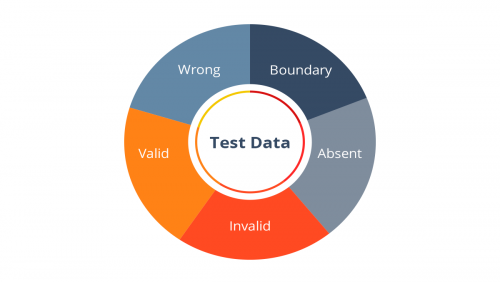 Wrong
Boundary
Test Data
Valid
Absent
Invalid